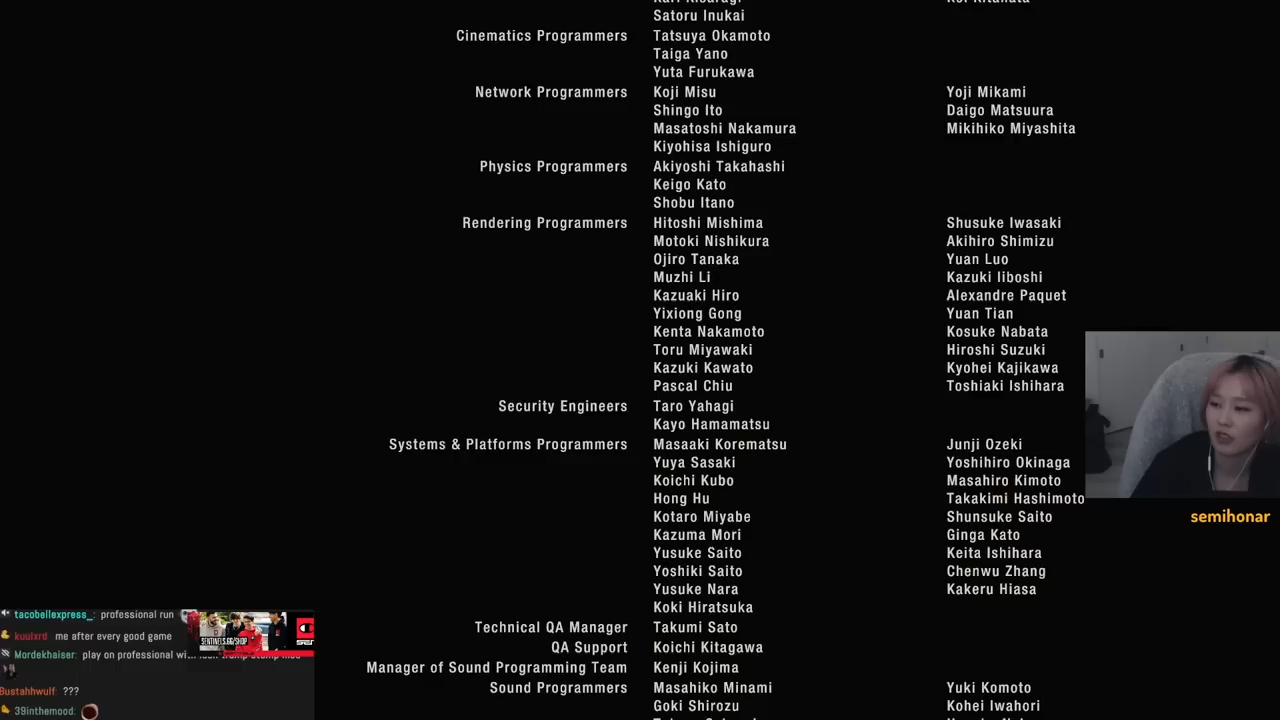 Satoru Inukai
Cinematics Programmers Tatsuya Okamoto
Taiga Yano
Yuta Furukawa
Network Programmers Koji Misu Yoji Mikami
Shingo Ito Daigo Matsuura
Masatoshi Nakamura Mikihiko Miyashita
Kiyohisa Ishiguro
Physics Programmers Akiyoshi Takahashi
Keigo Kato
Shobu Itano
Rendering Programmers Hitoshi Mishima Shusuke Iwasaki
Motoki Nishikura Akihiro Shimizu
Ojiro Tanaka Yuan Luo
Muzhi Li Kazuki Iiboshi
Kazuaki Hiro Alexandre Paquet
Yixiong Gong Yuan Tian
Kenta Nakamoto Kosuke Nabata
Toru Miyawaki Hiroshi Suzuki
Kazuki Kawato Kyohei Kajikawa
Pascal Chiu Toshiaki Ishihara
Security Engineers Taro Yahagi
Kayo Hamamatsu
Systems & Platforms Programmers Masaaki Korematsu Junji Ozeki
Yuya Sasaki Yoshihiro Okinaga
Koichi Kubo Masahiro Kimoto
Hong Hu Takakimi Hashimoto
Kotaro Miyabe Shunsuke Saito
Kazuma Mori Ginga Kato
Yusuke Saito Keita Ishihara
Yoshiki Saito Chenwu Zhang
Yusuke Nara Kakeru Hiasa
Koki Hiratsuka
Technical QA Manager Takumi Sato
QA Support Koichi Kitagawa
Manager of Sound Programming Team Kenji Kojima
Sound Programmers Masahiko Minami Yuki Komoto
Goki Shirozu Kohei Iwahori
semihonar
tacobellexpress_: professional run
kuulxrd me after every good game
Mordekhaiser: play on professional
Bustahhwulf: ???
39inthemood:
SENTINELS.GG/SHOP